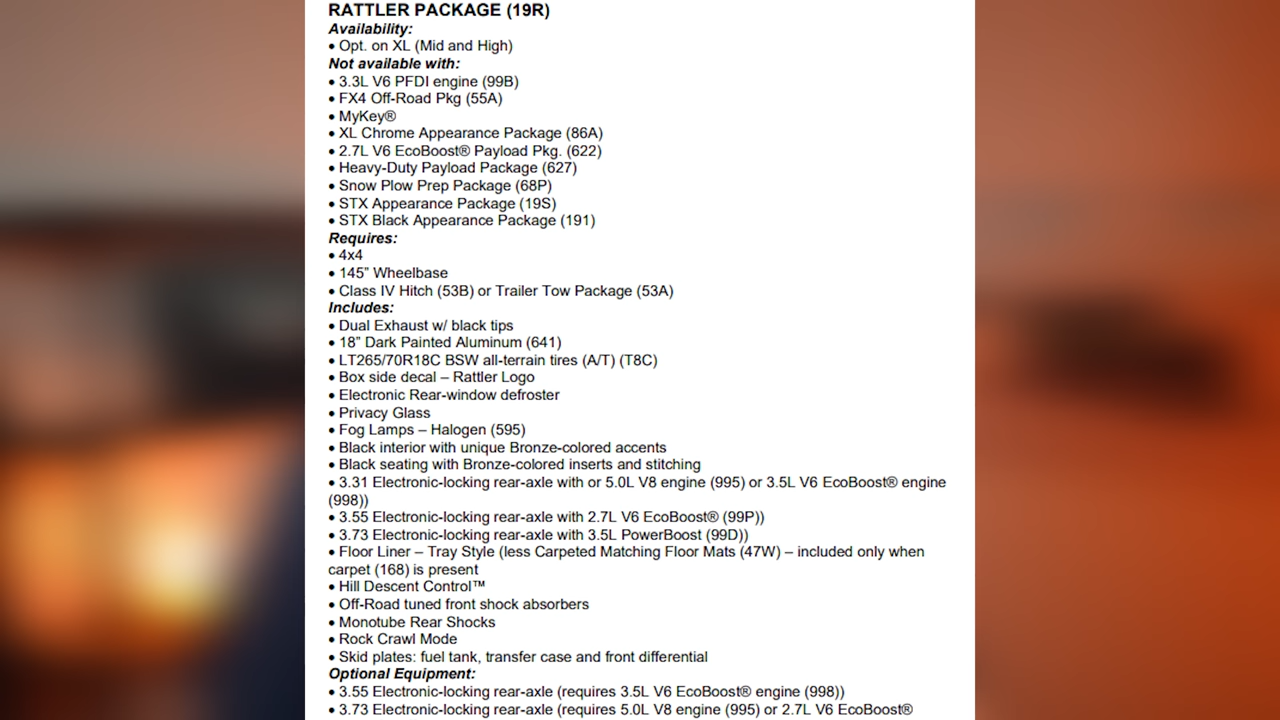 RATTLER PACKAGE (19R)
Availability:
• Opt. on XL (Mid and High)
Not available with:
• 3.3L V6 PFDI engine (99B)
• FX4 Off-Road Pkg (55A)
• MyKey®
• XL Chrome Appearance Package (86A)
• 2.7L V6 EcoBoost® Payload Pkg. (622)
• Heavy-Duty Payload Package (627)
• Snow Plow Prep Package (68P)
• STX Appearance Package (19S)
• STX Black Appearance Package (191)
Requires:
• 4x4
• 145” Wheelbase
• Class IV Hitch (53B) or Trailer Tow Package (53A)
Includes:
• Dual Exhaust w/ black tips
• 18” Dark Painted Aluminum (641)
• LT265/70R18C BSW all-terrain tires (A/T) (T8C)
• Box side decal – Rattler Logo
• Electronic Rear-window defroster
• Privacy Glass
• Fog Lamps – Halogen (595)
• Black interior with unique Bronze-colored accents
• Black seating with Bronze-colored inserts and stitching
• 3.31 Electronic-locking rear-axle with or 5.0L V8 engine (995) or 3.5L V6 EcoBoost® engine
(998))
• 3.55 Electronic-locking rear-axle with 2.7L V6 EcoBoost® (99P))
• 3.73 Electronic-locking rear-axle with 3.5L PowerBoost (99D))
• Floor Liner – Tray Style (less Carpeted Matching Floor Mats (47W) – included only when
carpet (168) is present
• Hill Descent Control™
• Off-Road tuned front shock absorbers
• Monotube Rear Shocks
• Rock Crawl Mode
• Skid plates: fuel tank, transfer case and front differential
Optional Equipment:
• 3.55 Electronic-locking rear-axle (requires 3.5L V6 EcoBoost® engine (998))
• 3.73 Electronic-locking rear-axle (requires 5.0L V8 engine (995) or 2.7L V6 EcoBoost®